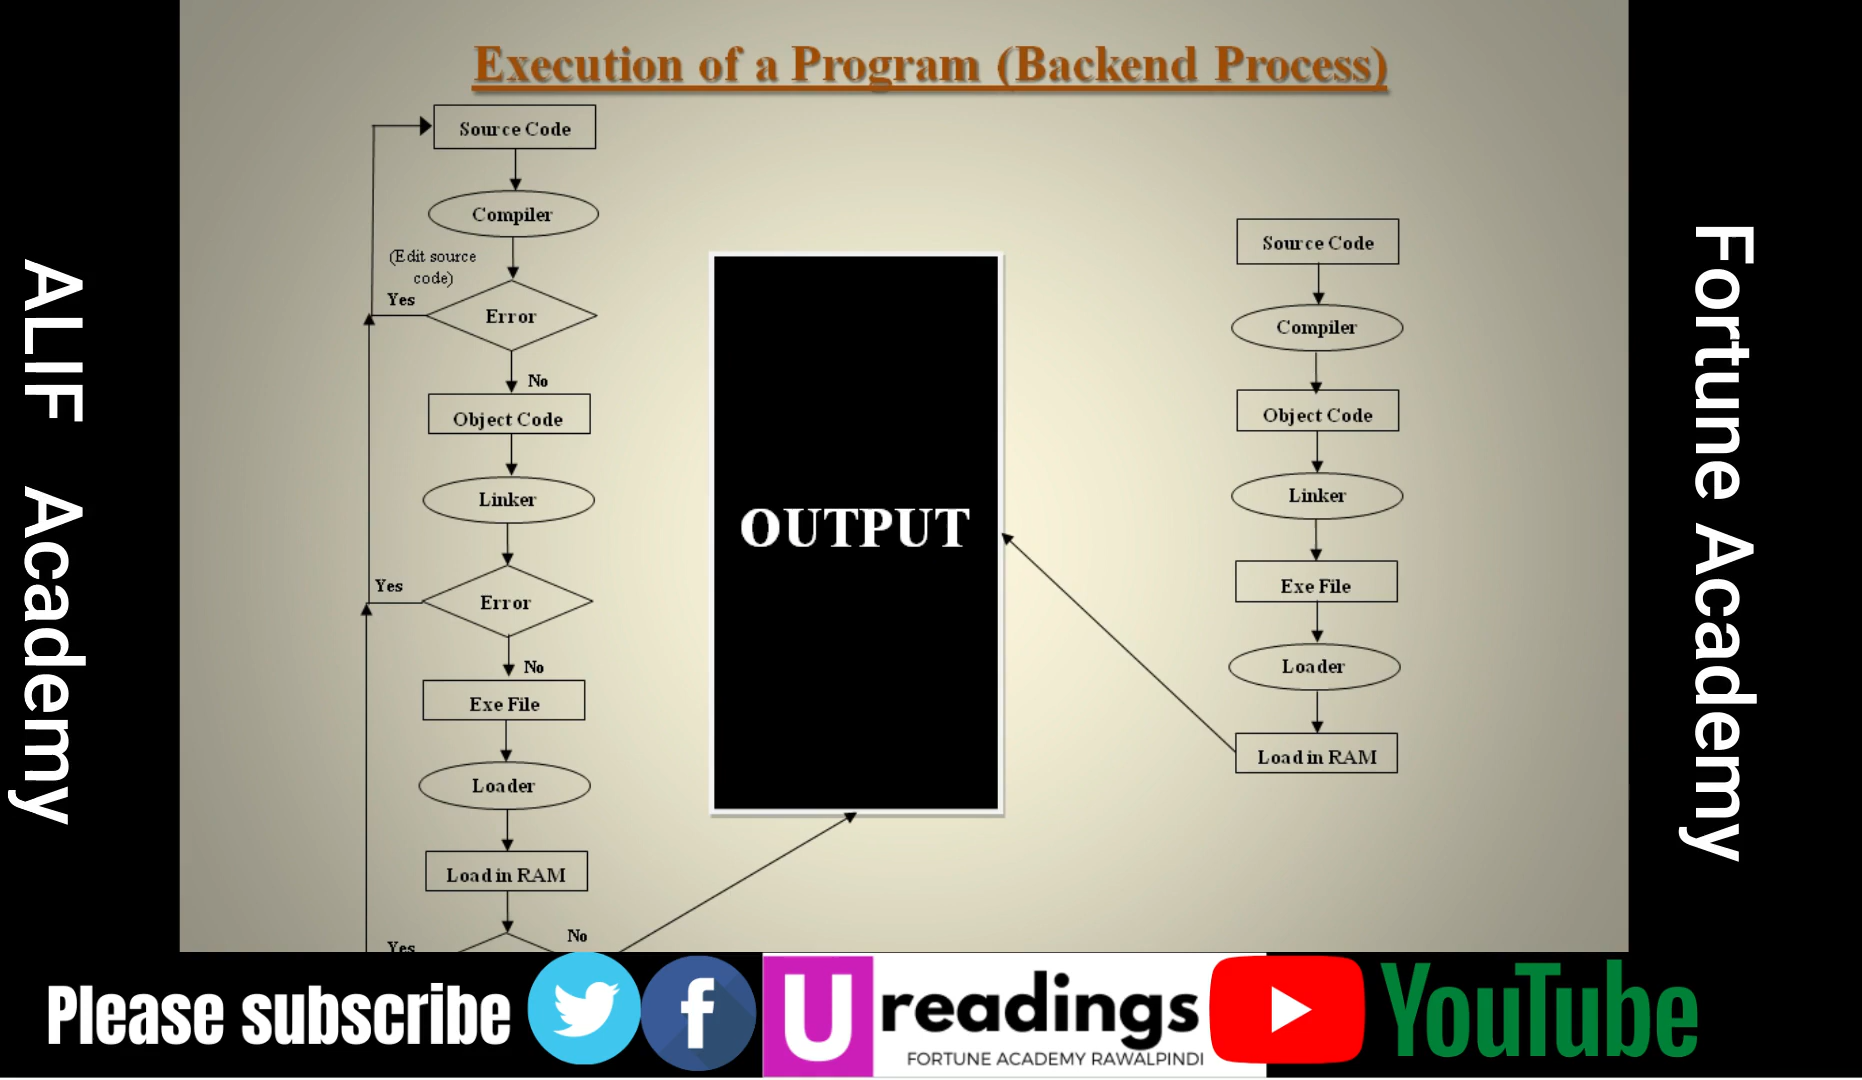 Execution of a Program (Backend Process)
Source Code
Compiler
(Edit source
code)
Yes
Error
No
Object Code
Linker
Yes
Error
No
Exe File
Loader
Load in RAM
No
Yes
OUTPUT
Source Code
Compiler
Object Code
Linker
Exe File
Loader
Load in RAM
ALIF Academy
Fortune Academy
Please subscribe
f
U readings
FORTUNE ACADEMY RAWALPINDI
YouTube